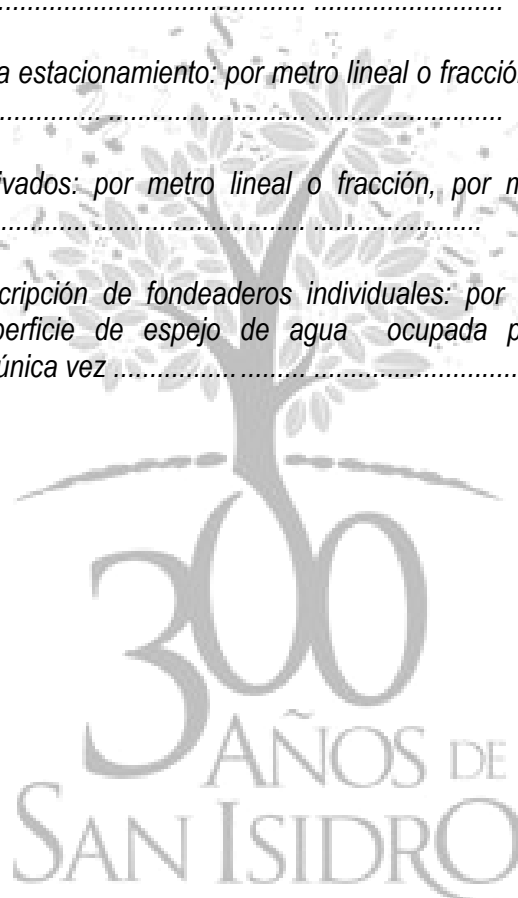 .......................................... ...........................
a estacionamiento: por metro lineal o fracción
.......................................... ...........................
ivados: por metro lineal o fracción, por m
............ .............................. ........................
cripción de fondeaderos individuales: por
perficie de espejo de agua ocupada p
única vez .................. ......... ..............................
300
AÑOS DE
SAN ISIDRO